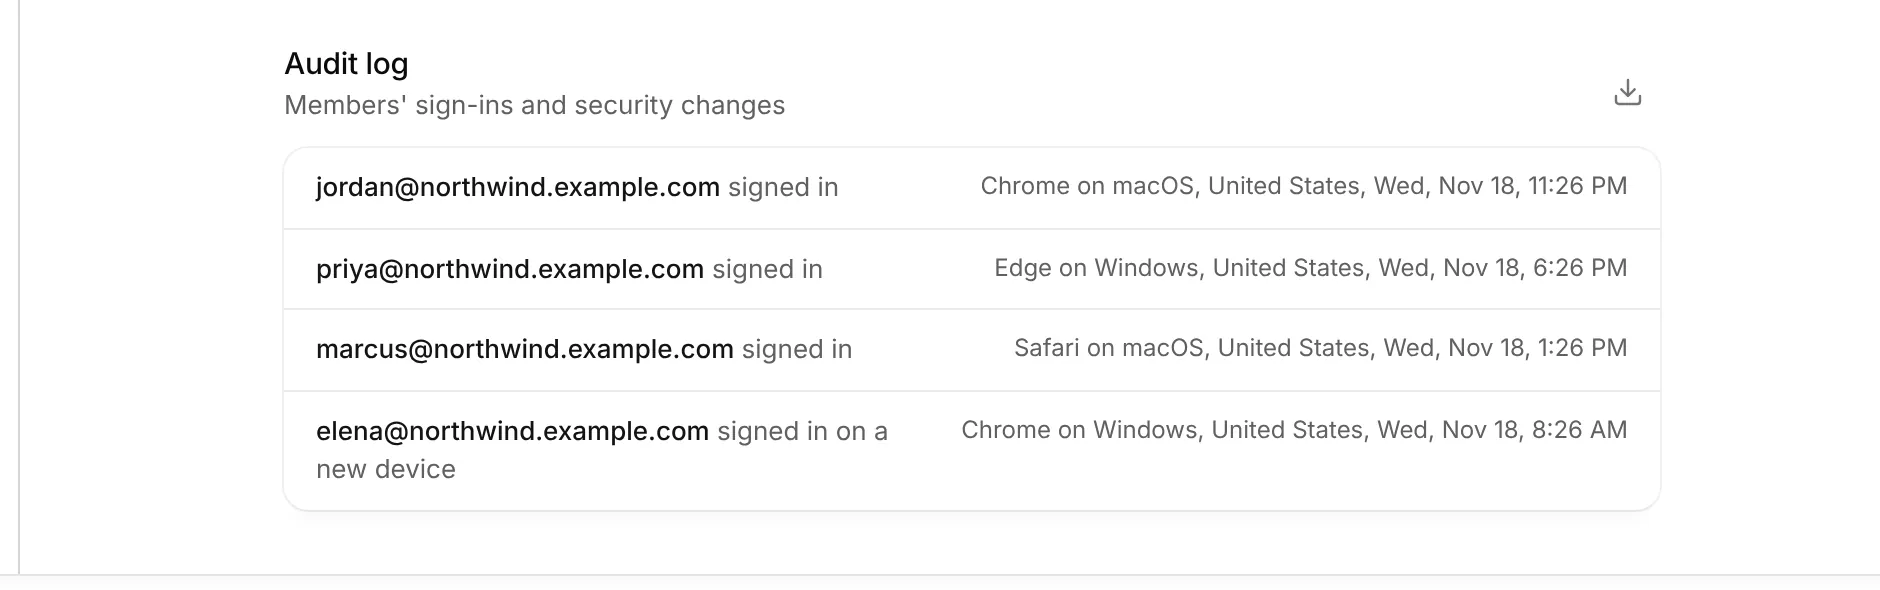 Audit log
Members' sign-ins and security changes
jordan@northwind.example.com signed in
Chrome on macOS, United States, Wed, Nov 18, 11:26 PM
priya@northwind.example.com signed in
Edge on Windows, United States, Wed, Nov 18, 6:26 PM
marcus@northwind.example.com signed in
Safari on macOS, United States, Wed, Nov 18, 1:26 PM
elena@northwind.example.com signed in on a
new device
Chrome on Windows, United States, Wed, Nov 18, 8:26 AM